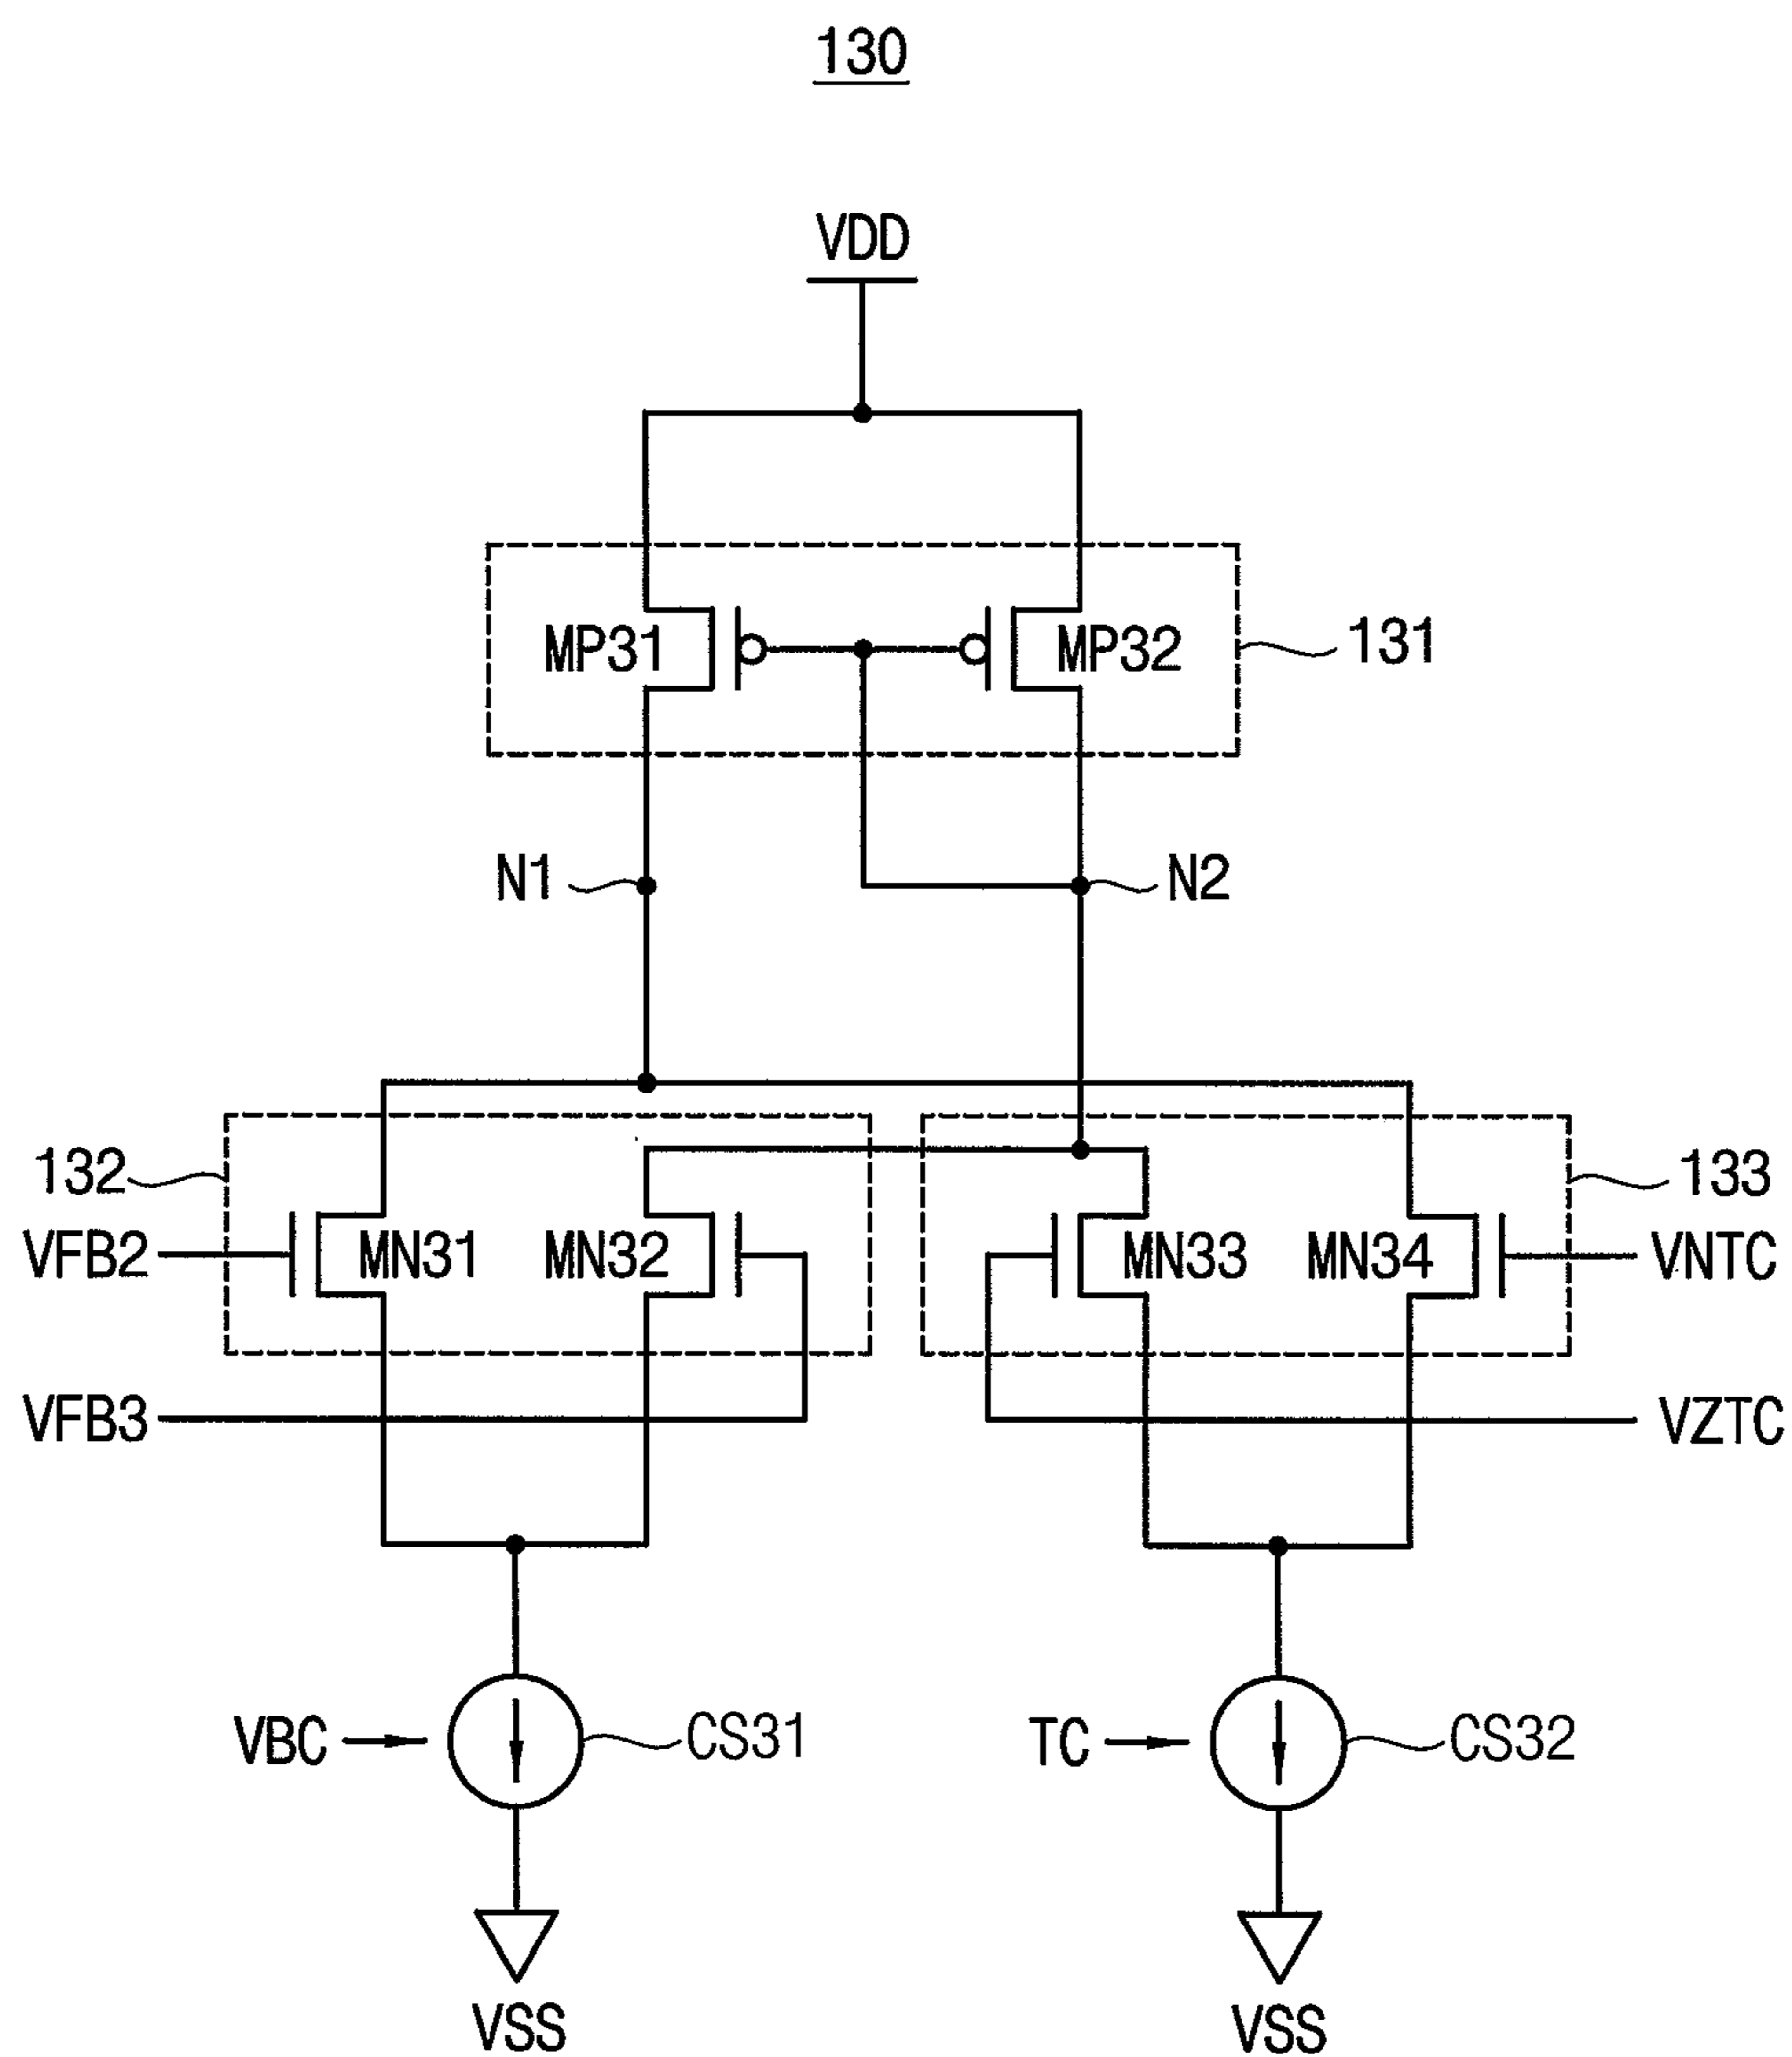 130
VDD
MP31
MP32
131
N1
N2
132
133
VFB2
MN31
MN32
MN33
MN34
VNTC
VFB3
VZTC
VBC
CS31
TC
CS32
VSS
VSS